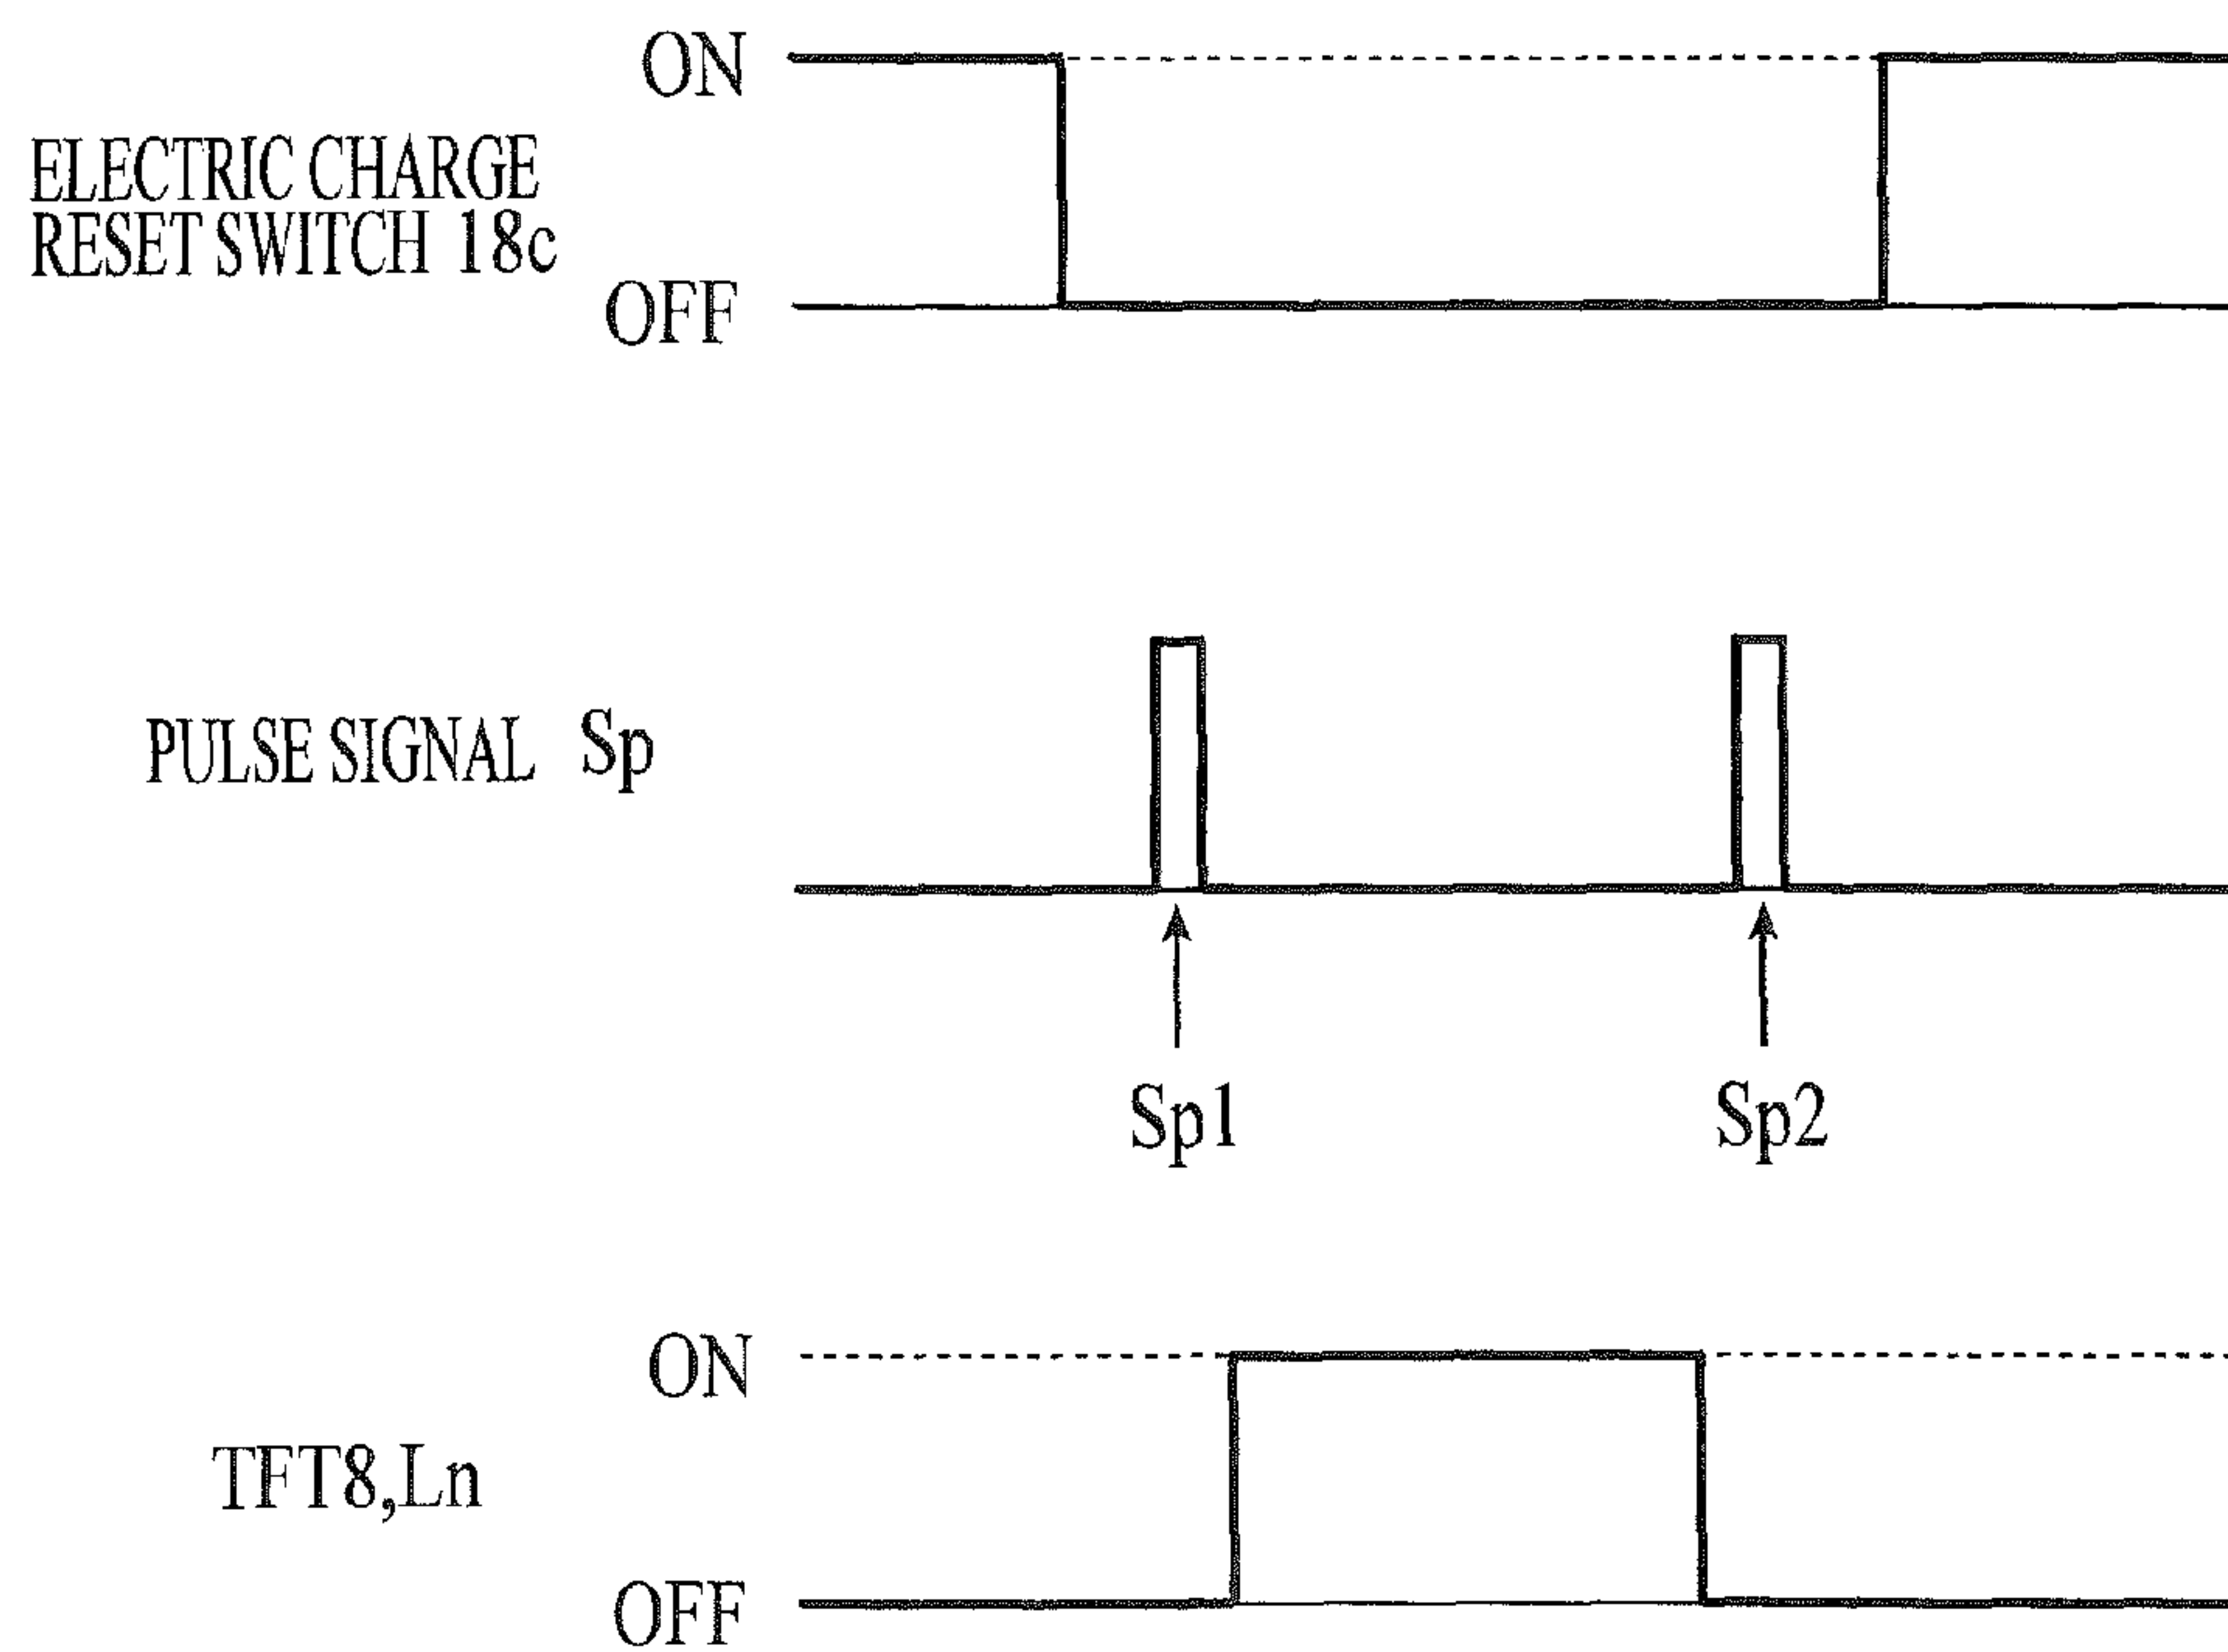 ON
ELECTRIC CHARGE
RESET SWITCH 18c
OFF
PULSE SIGNAL Sp
Sp1
Sp2
ON
TFT8,Ln
OFF